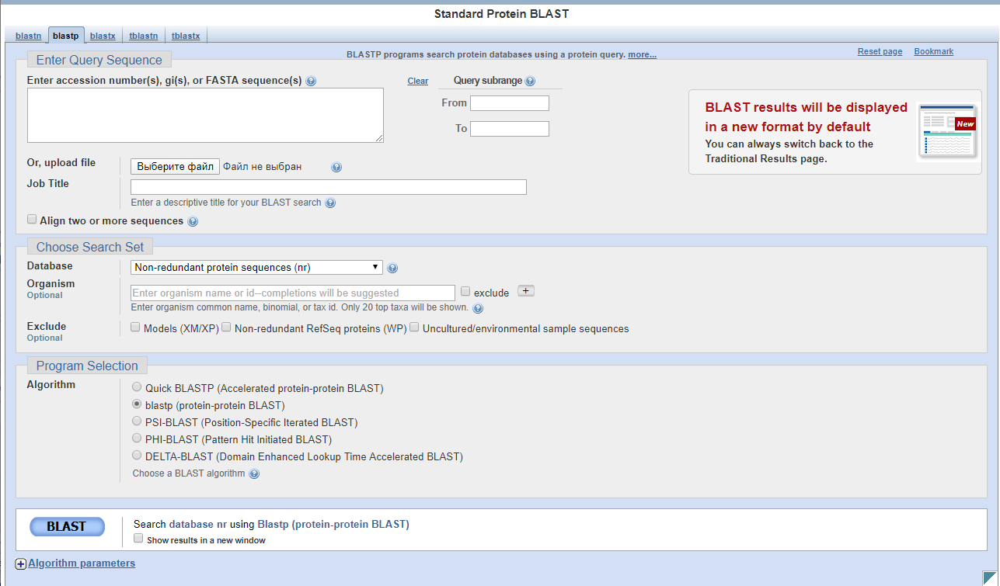 Standard Protein BLAST
blastn blastp blastx tblastn tblastx
BLASTP programs search protein databases using a protein query. more...
Reset page Bookmark
Enter Query Sequence
Enter accession number(s), gi(s), or FASTA sequence(s) ?
Clear
Query subrange ?
From
To
BLAST results will be displayed
in a new format by default
You can always switch back to the
Traditional Results page.
New
Or, upload file
Выберите файл Файл не выбран ?
Job Title
Enter a descriptive title for your BLAST search ?
Align two or more sequences ?
Choose Search Set
Database
Non-redundant protein sequences (nr) ?
Organism
Optional
Enter organism name or id--completions will be suggested
exclude +
Enter organism common name, binomial, or tax id. Only 20 top taxa will be shown. ?
Exclude
Optional
Models (XM/XP) Non-redundant RefSeq proteins (WP) Uncultured/environmental sample sequences
Program Selection
Algorithm
Quick BLASTP (Accelerated protein-protein BLAST)
blastp (protein-protein BLAST)
PSI-BLAST (Position-Specific Iterated BLAST)
PHI-BLAST (Pattern Hit Initiated BLAST)
DELTA-BLAST (Domain Enhanced Lookup Time Accelerated BLAST)
Choose a BLAST algorithm ?
BLAST
Search database nr using Blastp (protein-protein BLAST)
Show results in a new window
+ Algorithm parameters